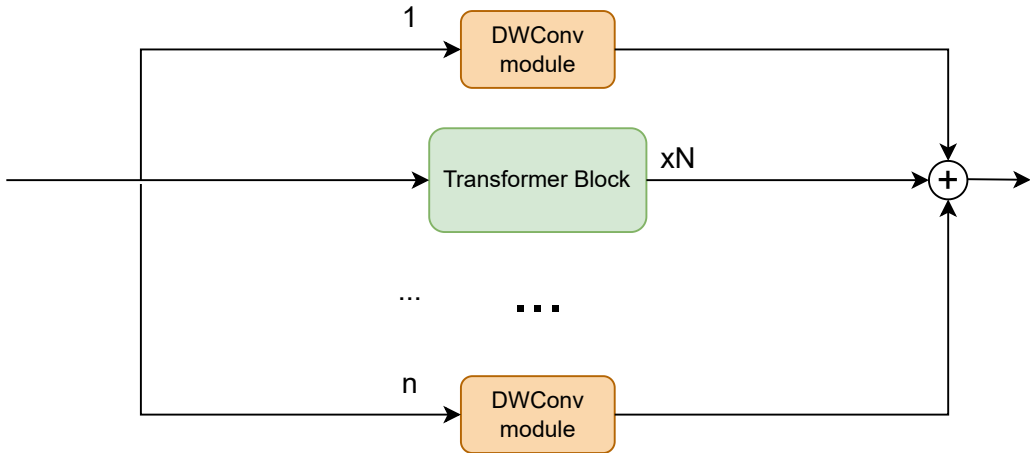 1
DWConv
module
Transformer Block
xN
+
...
...
n
DWConv
module